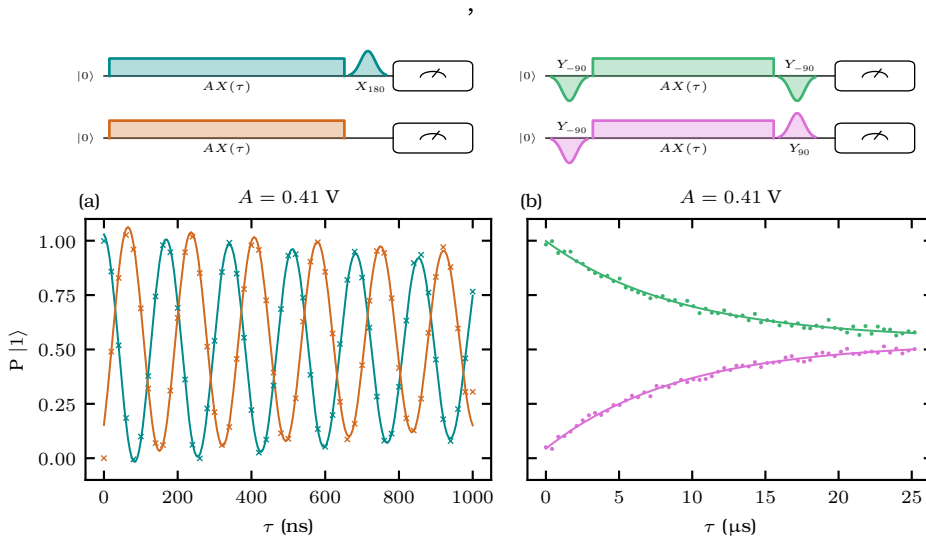 ,
|0⟩ AX(τ) X₁₈₀
|0⟩ AX(τ)
|0⟩ Y₋₉₀ AX(τ) Y₋₉₀
|0⟩ Y₋₉₀ AX(τ) Y₉₀
(a) A = 0.41 V
P |1⟩
1.00
0.75
0.50
0.25
0.00
0 200 400 600 800 1000
τ (ns)
(b) A = 0.41 V
0 5 10 15 20 25
τ (μs)